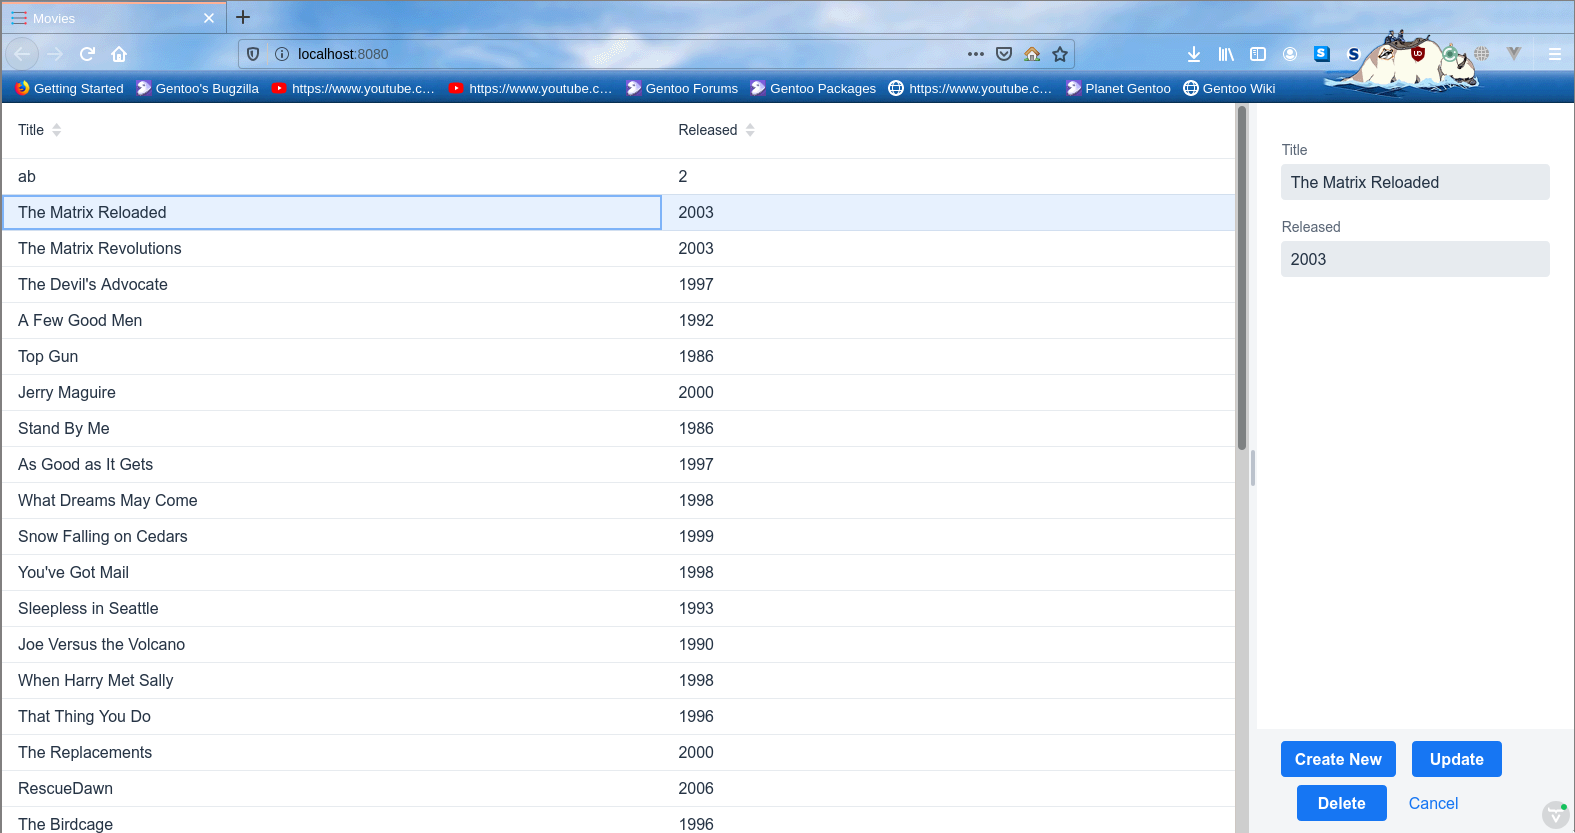 Movies
localhost:8080
Getting Started Gentoo's Bugzilla https://www.youtube.c… https://www.youtube.c… Gentoo Forums Gentoo Packages https://www.youtube.c… Planet Gentoo Gentoo Wiki
Title Released
ab 2
The Matrix Reloaded 2003
The Matrix Revolutions 2003
The Devil's Advocate 1997
A Few Good Men 1992
Top Gun 1986
Jerry Maguire 2000
Stand By Me 1986
As Good as It Gets 1997
What Dreams May Come 1998
Snow Falling on Cedars 1999
You've Got Mail 1998
Sleepless in Seattle 1993
Joe Versus the Volcano 1990
When Harry Met Sally 1998
That Thing You Do 1996
The Replacements 2000
RescueDawn 2006
The Birdcage 1996
Title
The Matrix Reloaded
Released
2003
Create New Update
Delete Cancel